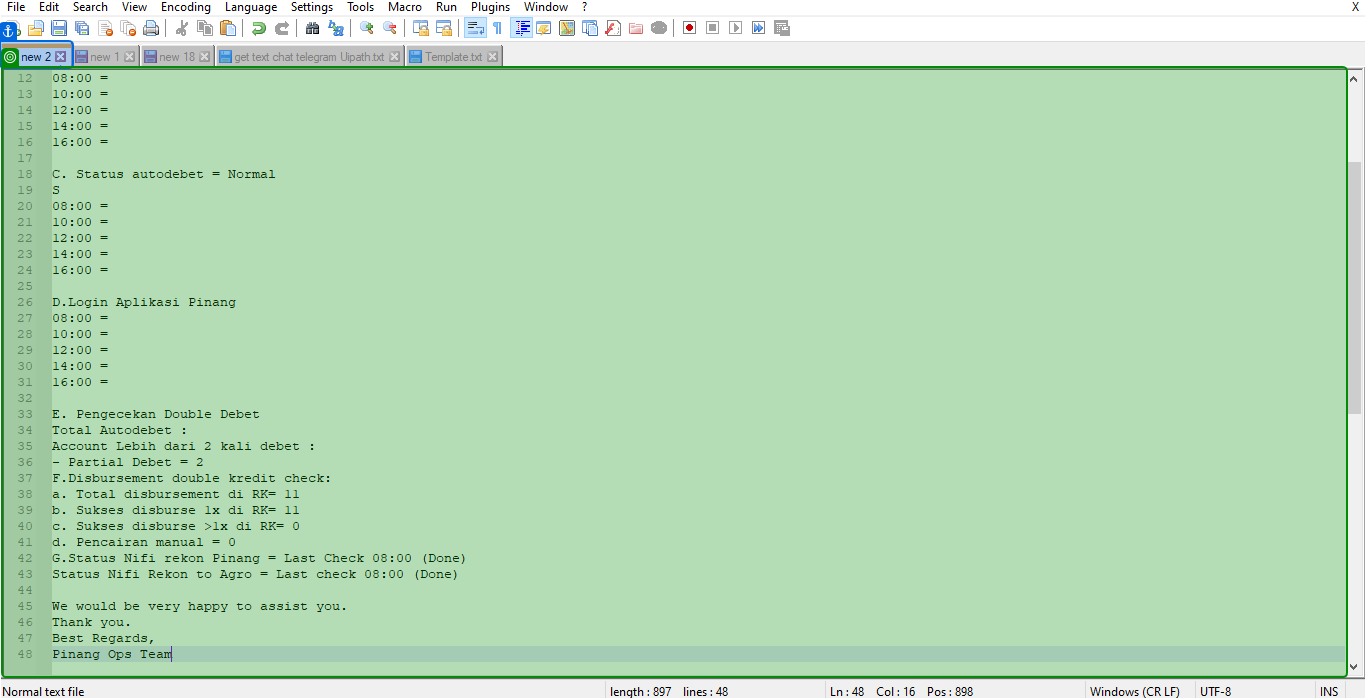 File Edit Search View Encoding Language Settings Tools Macro Run Plugins Window ? X
new 2 new 1 new 18 get text chat telegram Uipath.txt Template.txt
12 08:00 =
13 10:00 =
14 12:00 =
15 14:00 =
16 16:00 =
17
18 C. Status autodebet = Normal
19 S
20 08:00 =
21 10:00 =
22 12:00 =
23 14:00 =
24 16:00 =
25
26 D.Login Aplikasi Pinang
27 08:00 =
28 10:00 =
29 12:00 =
30 14:00 =
31 16:00 =
32
33 E. Pengecekan Double Debet
34 Total Autodebet :
35 Account Lebih dari 2 kali debet :
36 - Partial Debet = 2
37 F.Disbursement double kredit check:
38 a. Total disbursement di RK= 11
39 b. Sukses disburse 1x di RK= 11
40 c. Sukses disburse >1x di RK= 0
41 d. Pencairan manual = 0
42 G.Status Nifi rekon Pinang = Last Check 08:00 (Done)
43 Status Nifi Rekon to Agro = Last check 08:00 (Done)
44
45 We would be very happy to assist you.
46 Thank you.
47 Best Regards,
48 Pinang Ops Team
Normal text file length : 897 lines : 48 Ln : 48 Col : 16 Pos : 898 Windows (CR LF) UTF-8 INS